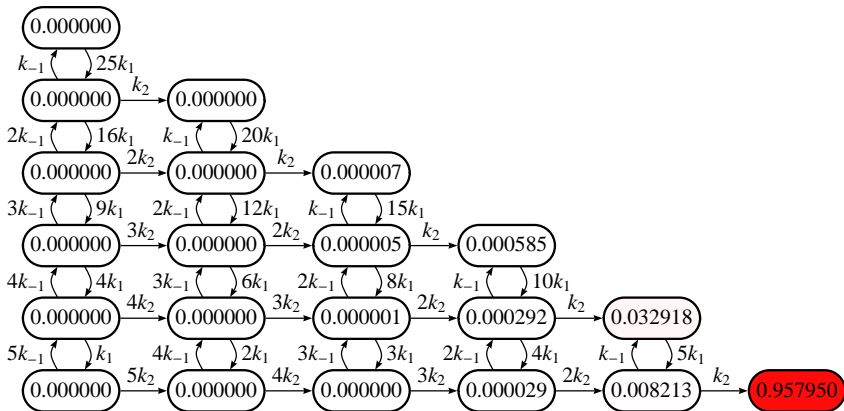 0.000000
k₋₁ 25k₁
k₂
0.000000 0.000000
2k₋₁ 16k₁ k₋₁ 20k₁
2k₂ k₂
0.000000 0.000000 0.000007
3k₋₁ 9k₁ 2k₋₁ 12k₁ k₋₁ 15k₁
3k₂ 2k₂ k₂
0.000000 0.000000 0.000005 0.000585
4k₋₁ 4k₁ 3k₋₁ 6k₁ 2k₋₁ 8k₁ k₋₁ 10k₁
4k₂ 3k₂ 2k₂ k₂
0.000000 0.000000 0.000001 0.000292 0.032918
5k₋₁ k₁ 4k₋₁ 2k₁ 3k₋₁ 3k₁ 2k₋₁ 4k₁ k₋₁ 5k₁
5k₂ 4k₂ 3k₂ 2k₂ k₂
0.000000 0.000000 0.000000 0.000029 0.008213 0.957950